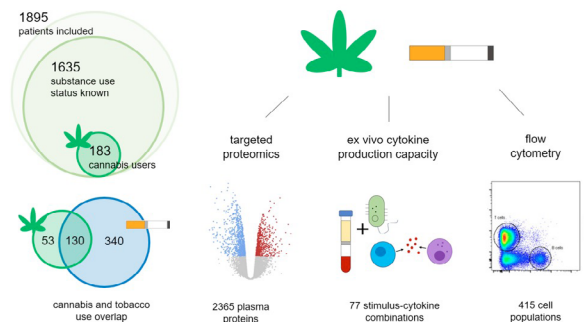 1895
patients included
1635
substance use
status known
183
cannabis users
53
130
340
cannabis and tobacco
use overlap
targeted
proteomics
2365 plasma
proteins
ex vivo cytokine
production capacity
77 stimulus-cytokine
combinations
flow
cytometry
T cells
B cells
415 cell
populations